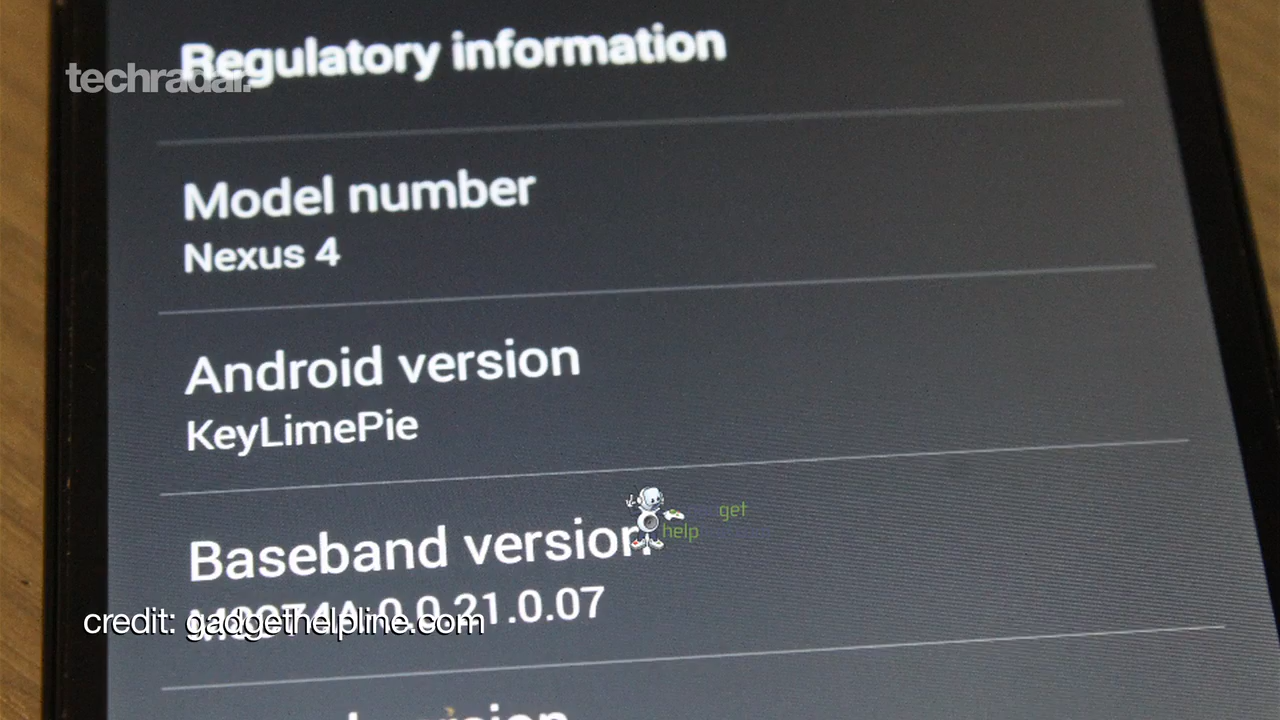 Regulatory information
techradar.
Model number
Nexus 4
Android version
KeyLimePie
get
help
Baseband version
credit: gadgethelpline.com